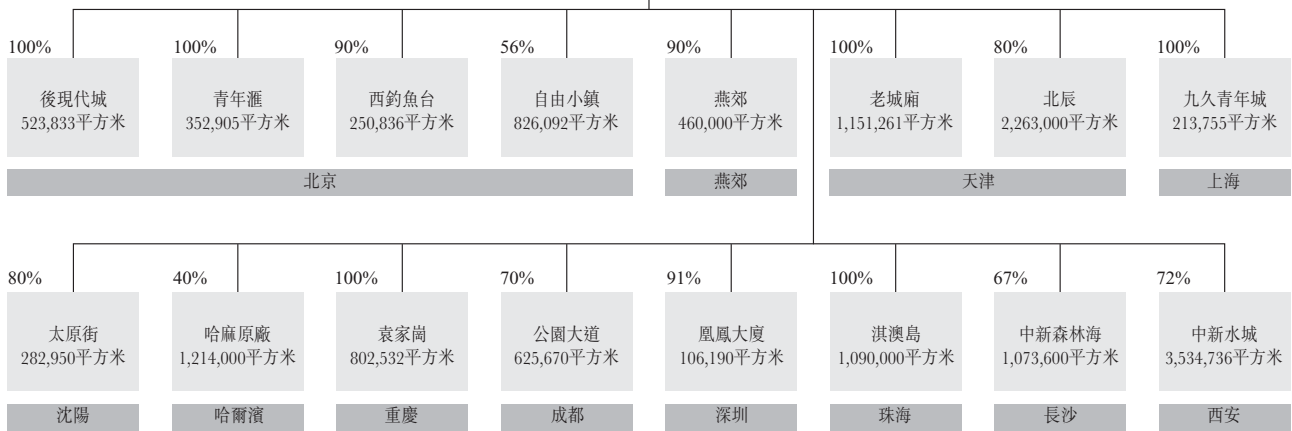 100%
後現代城
523,833平方米
100%
青年滙
352,905平方米
90%
西釣魚台
250,836平方米
56%
自由小鎮
826,092平方米
90%
燕郊
460,000平方米
100%
老城廂
1,151,261平方米
80%
北辰
2,263,000平方米
100%
九久青年城
213,755平方米
北京
燕郊
天津
上海
80%
太原街
282,950平方米
40%
哈麻原廠
1,214,000平方米
100%
袁家崗
802,532平方米
70%
公園大道
625,670平方米
91%
凰鳳大廈
106,190平方米
100%
淇澳島
1,090,000平方米
67%
中新森林海
1,073,600平方米
72%
中新水城
3,534,736平方米
沈陽
哈爾濱
重慶
成都
深圳
珠海
長沙
西安